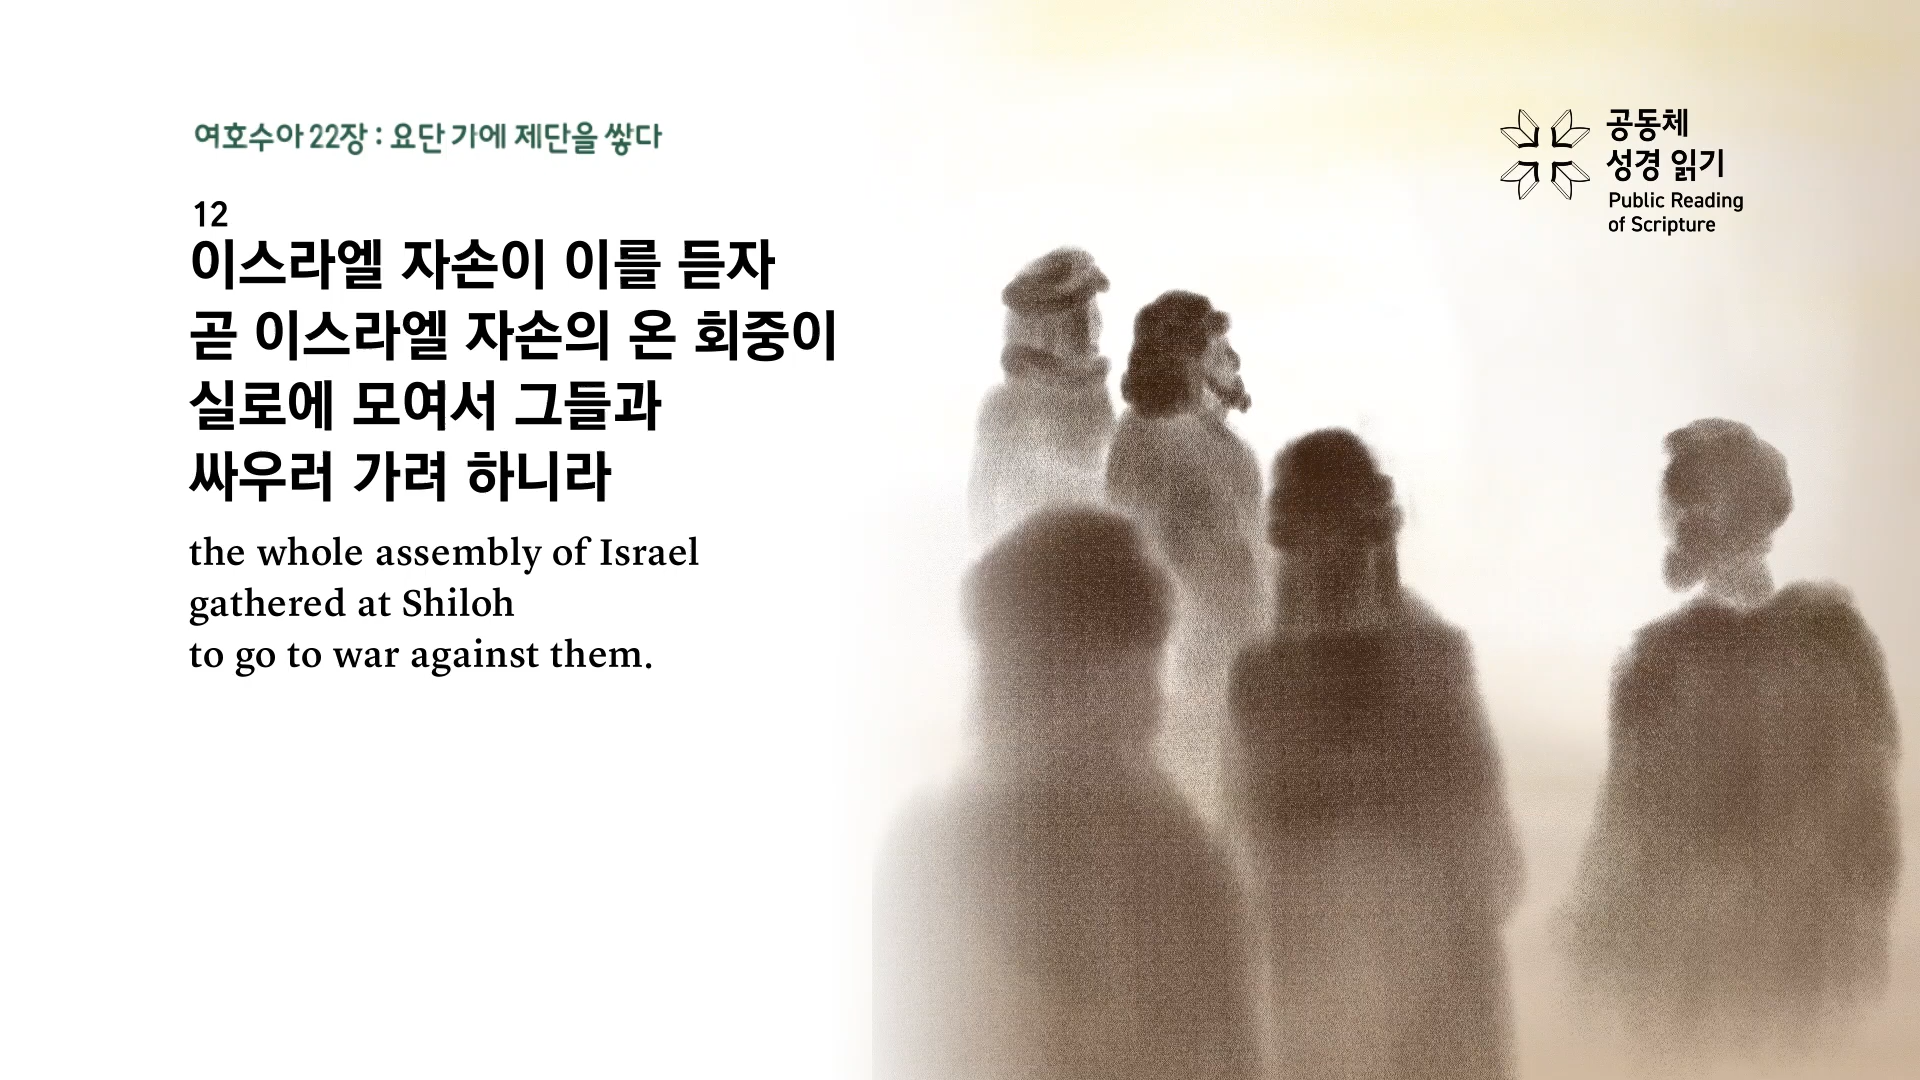 여호수아 22장 : 요단 가에 제단을 쌓다
12
이스라엘 자손이 이를 듣자
곧 이스라엘 자손의 온 회중이
실로에 모여서 그들과
싸우러 가려 하니라
the whole assembly of Israel
gathered at Shiloh
to go to war against them.
공동체
성경 읽기
Public Reading
of Scripture